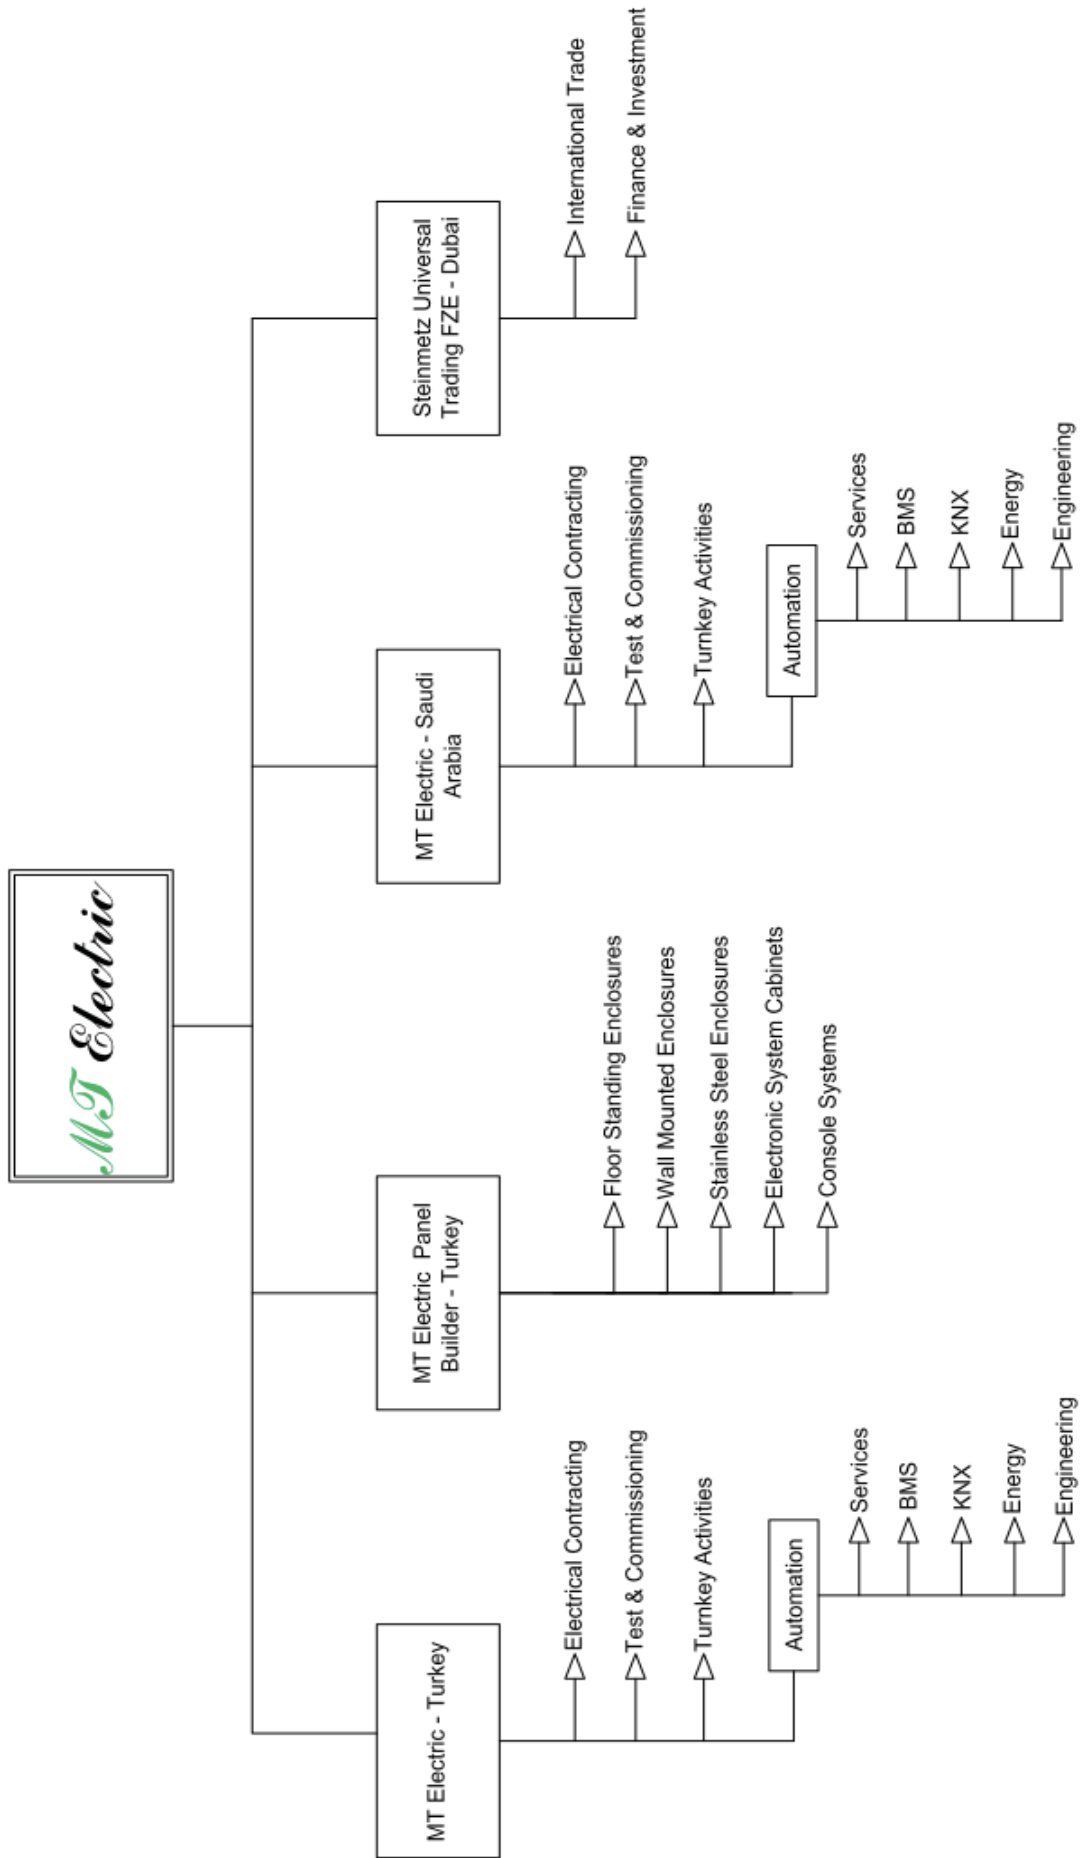 MT Electric
MT Electric - Turkey
Electrical Contracting
Test & Commissioning
Turnkey Activities
Automation
Services
BMS
KNX
Energy
Engineering
MT Electric Panel
Builder - Turkey
Floor Standing Enclosures
Wall Mounted Enclosures
Stainless Steel Enclosures
Electronic System Cabinets
Console Systems
MT Electric - Saudi
Arabia
Electrical Contracting
Test & Commissioning
Turnkey Activities
Automation
Services
BMS
KNX
Energy
Engineering
Steinmetz Universal
Trading FZE - Dubai
International Trade
Finance & Investment